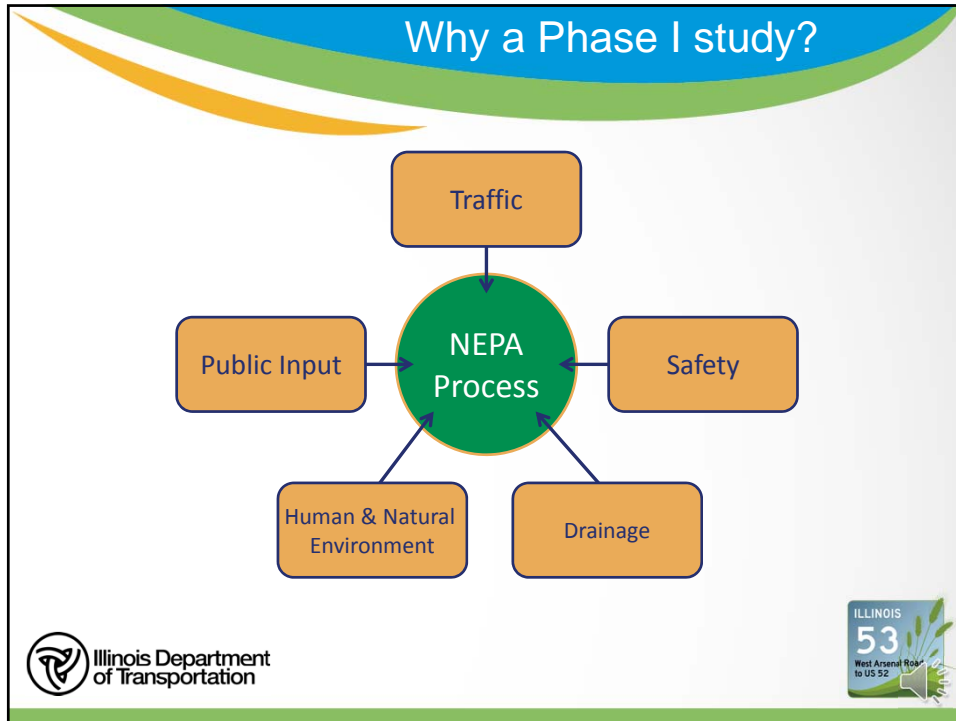 Why a Phase I study?
Traffic
Public Input
NEPA
Process
Safety
Human & Natural
Environment
Drainage
Illinois Department
of Transportation
ILLINOIS
53
West Arsenal Road
to US 52